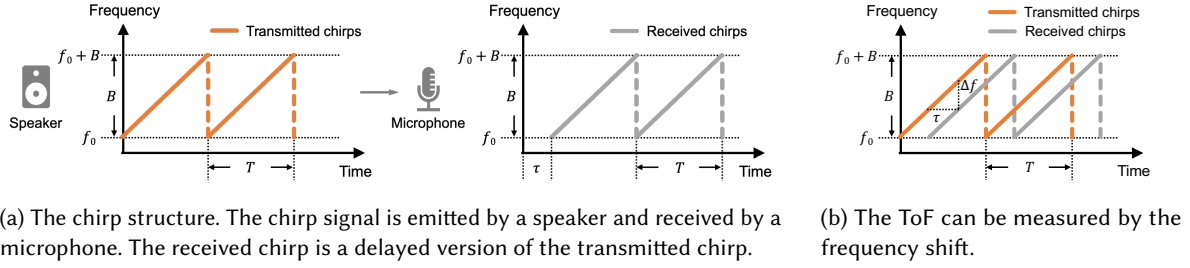 Frequency
Transmitted chirps
f₀ + B
B
f₀
T
Time
Speaker
Microphone
Frequency
Received chirps
f₀ + B
B
f₀
τ
T
Time
Frequency
Transmitted chirps
Received chirps
f₀ + B
B
Δf
τ
f₀
T
Time
(a) The chirp structure. The chirp signal is emitted by a speaker and received by a
microphone. The received chirp is a delayed version of the transmitted chirp.
(b) The ToF can be measured by the
frequency shift.